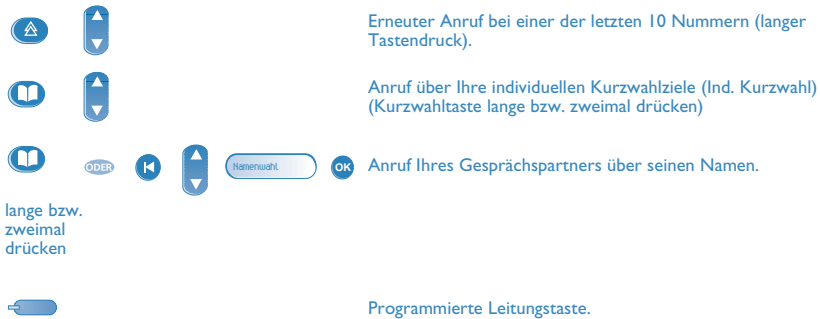 Erneuter Anruf bei einer der letzten 10 Nummern (langer
Tastendruck).
Anruf über Ihre individuellen Kurzwahlziele (Ind. Kurzwahl)
(Kurzwahltaste lange bzw. zweimal drücken)
ODER Namenwahl OK Anruf Ihres Gesprächspartners über seinen Namen.
lange bzw.
zweimal
drücken
Programmierte Leitungstaste.